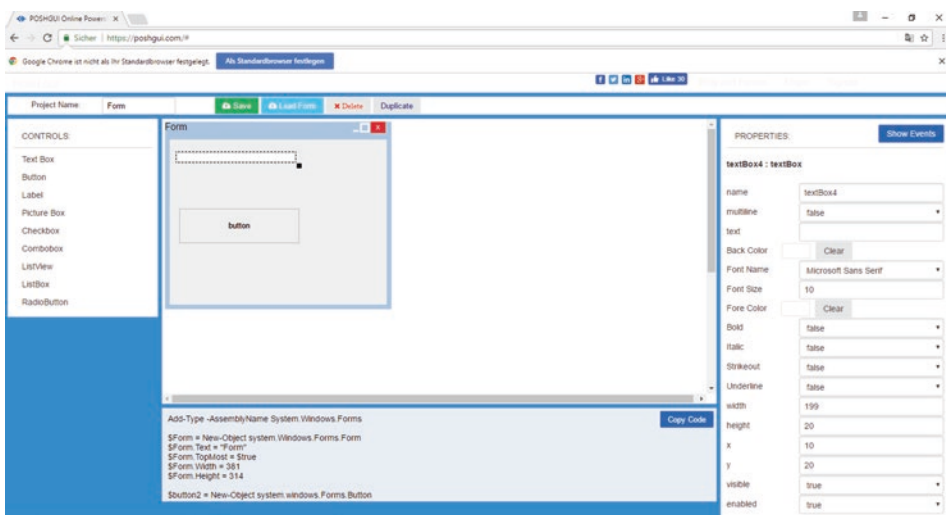 POSHGUI Online Power
Sicher | https://poshgui.com/#
Google Chrome ist nicht als Ihr Standardbrowser festgelegt.
Als Standardbrowser festlegen
Like 30
Project Name:
Form
Save
Load Form
Delete
Duplicate
CONTROLS:
Text Box
Button
Label
Picture Box
Checkbox
Combobox
ListView
ListBox
RadioButton
Form
button
Add-Type -AssemblyName System.Windows.Forms
$Form = New-Object system.Windows.Forms.Form
$Form.Text = "Form"
$Form.TopMost = $true
$Form.Width = 381
$Form.Height = 314
$button2 = New-Object system.windows.Forms.Button
Copy Code
PROPERTIES:
Show Events
textBox4 : textBox
name textBox4
multiline false
text
Back Color Clear
Font Name Microsoft Sans Serif
Font Size 10
Fore Color Clear
Bold false
Italic false
Strikeout false
Underline false
width 199
height 20
x 10
y 20
visible true
enabled true